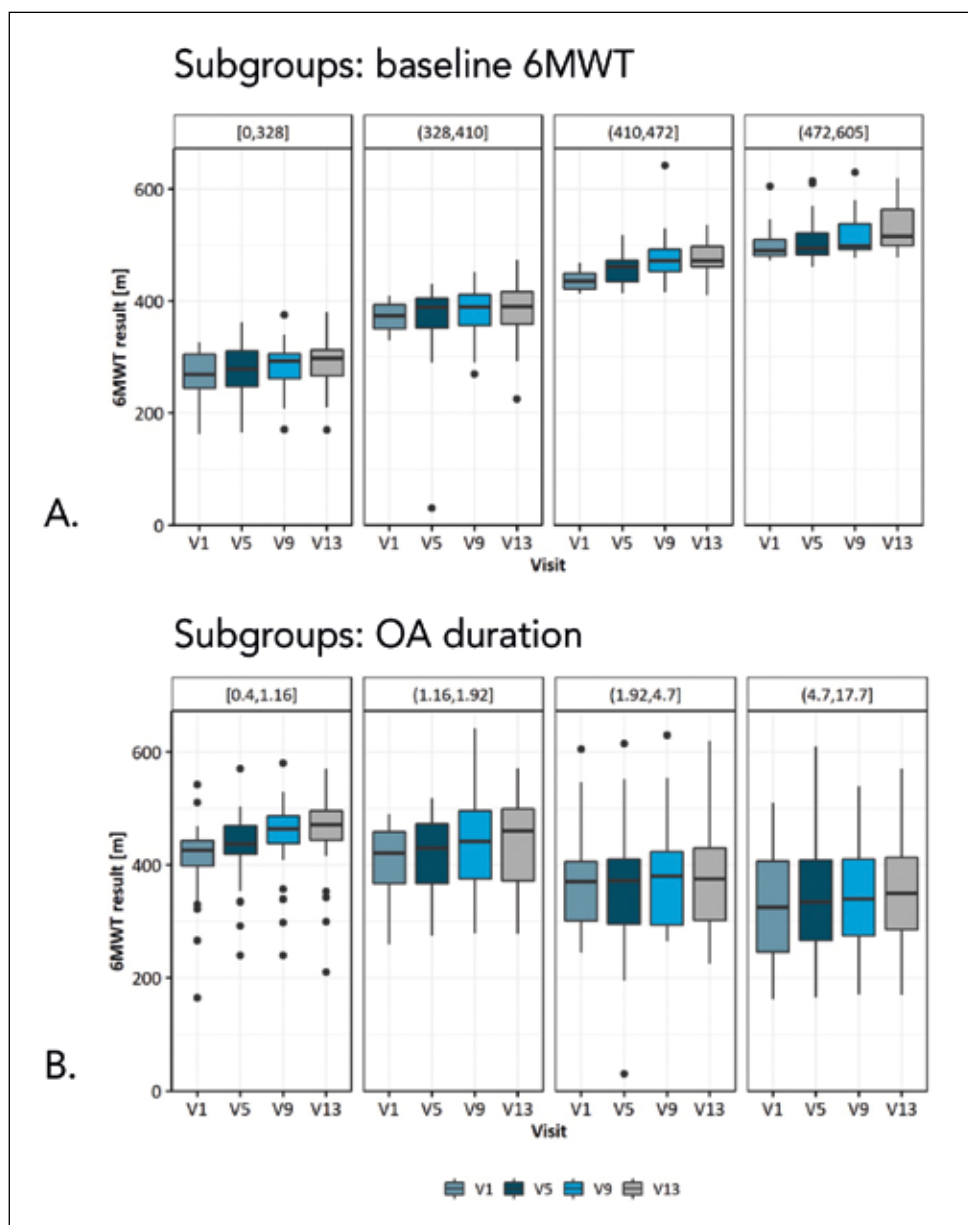 Subgroups: baseline 6MWT
[0,328] (328,410] (410,472] (472,605]
600
400
200
0
6MWT result [m]
V1 V5 V9 V13 V1 V5 V9 V13 V1 V5 V9 V13 V1 V5 V9 V13
Visit
A.
Subgroups: OA duration
[0.4,1.16] (1.16,1.92] (1.92,4.7] (4.7,17.7]
600
400
200
0
6MWT result [m]
V1 V5 V9 V13 V1 V5 V9 V13 V1 V5 V9 V13 V1 V5 V9 V13
Visit
B.
V1 V5 V9 V13